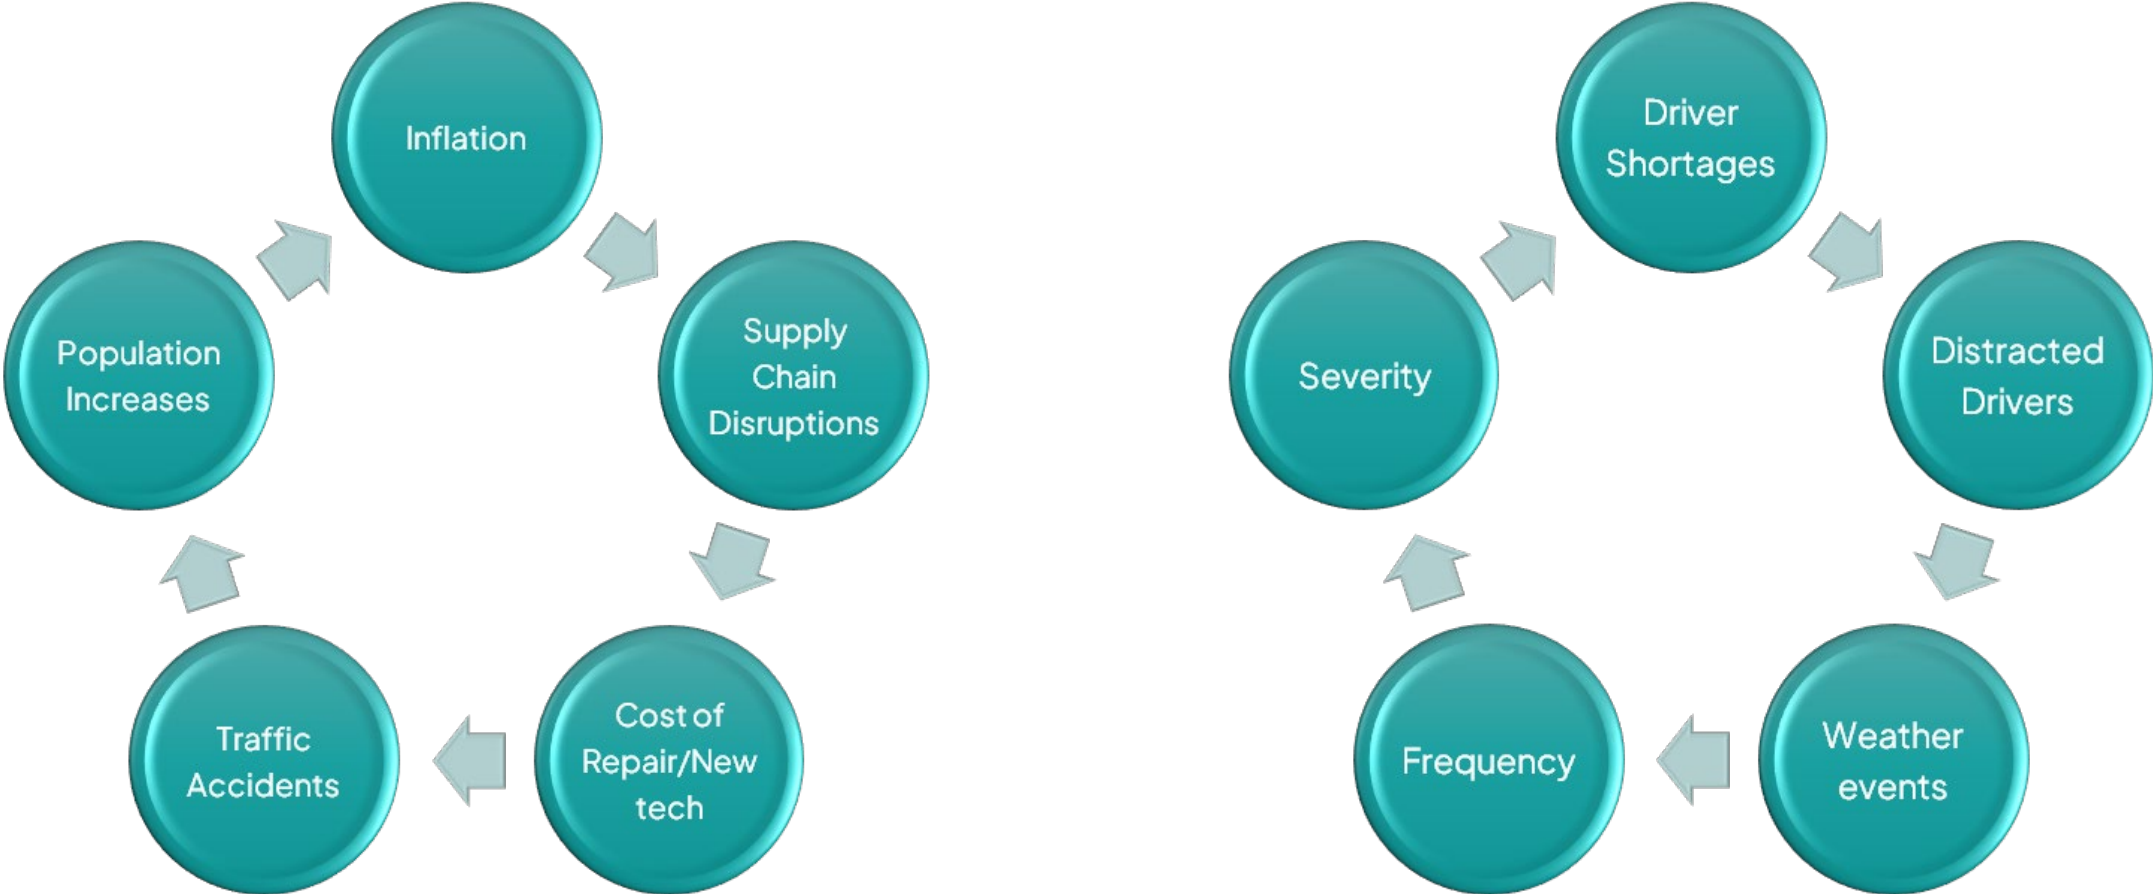 Inflation
Supply
Chain
Disruptions
Cost of
Repair/New
tech
Traffic
Accidents
Population
Increases
Driver
Shortages
Distracted
Drivers
Weather
events
Frequency
Severity